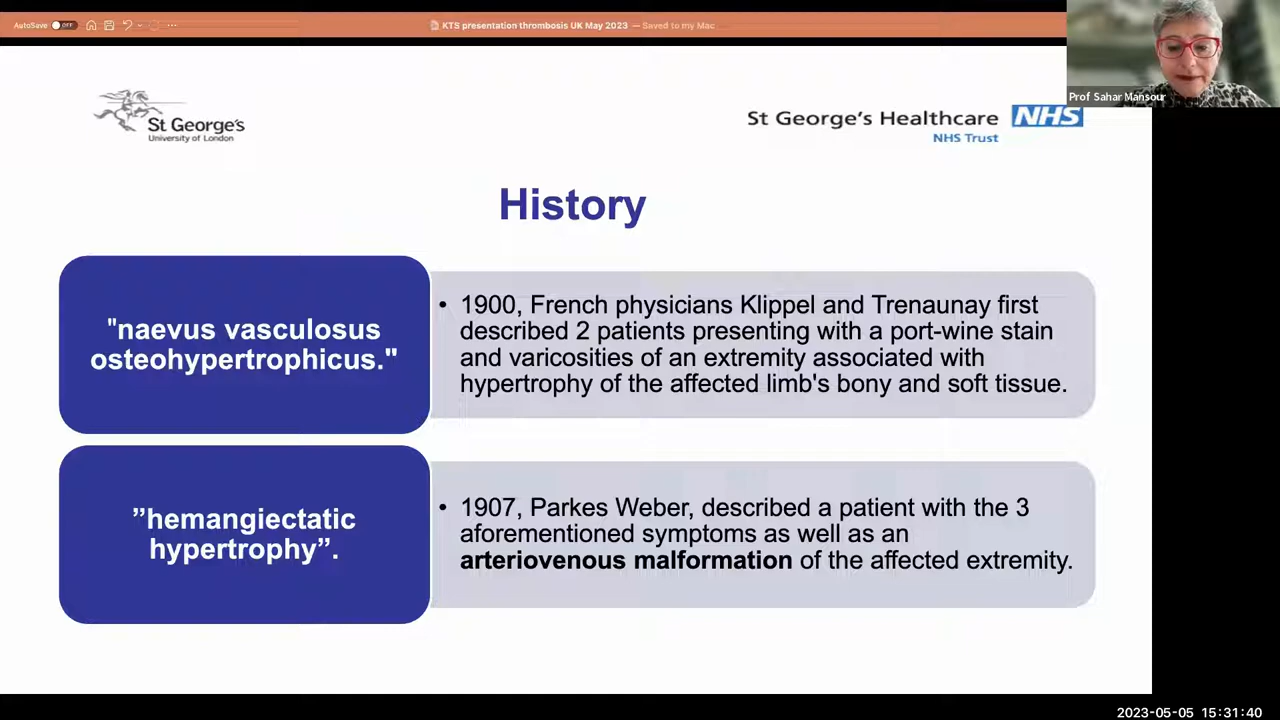 AutoSave OFF
KTS presentation thrombosis UK May 2023 — Saved to my Mac
Prof Sahar Mansour
St George's
University of London
St George's Healthcare NHS
NHS Trust
History
"naevus vasculosus
osteohypertrophicus."
• 1900, French physicians Klippel and Trenaunay first
described 2 patients presenting with a port-wine stain
and varicosities of an extremity associated with
hypertrophy of the affected limb's bony and soft tissue.
”hemangiectatic
hypertrophy”.
• 1907, Parkes Weber, described a patient with the 3
aforementioned symptoms as well as an
arteriovenous malformation of the affected extremity.
2023-05-05 15:31:40